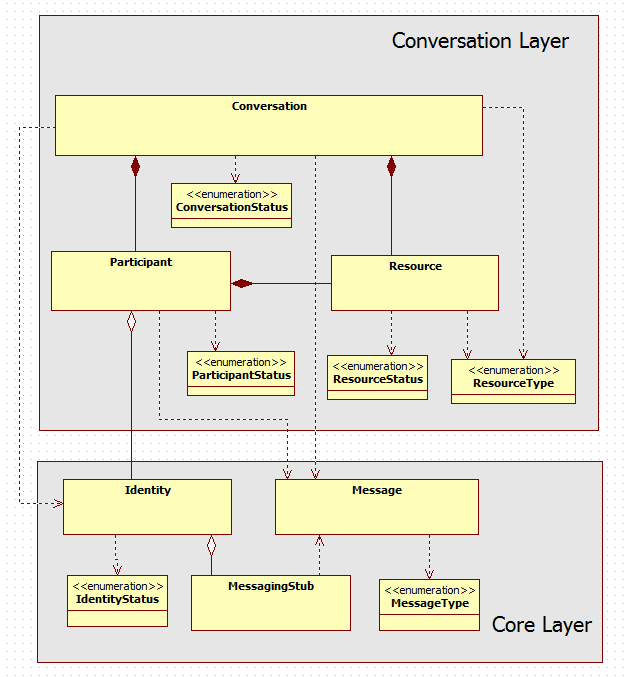 Conversation Layer
Conversation
<<enumeration>>
ConversationStatus
Participant
Resource
<<enumeration>>
ParticipantStatus
<<enumeration>>
ResourceStatus
<<enumeration>>
ResourceType
Identity
Message
<<enumeration>>
IdentityStatus
MessagingStub
<<enumeration>>
MessageType
Core Layer